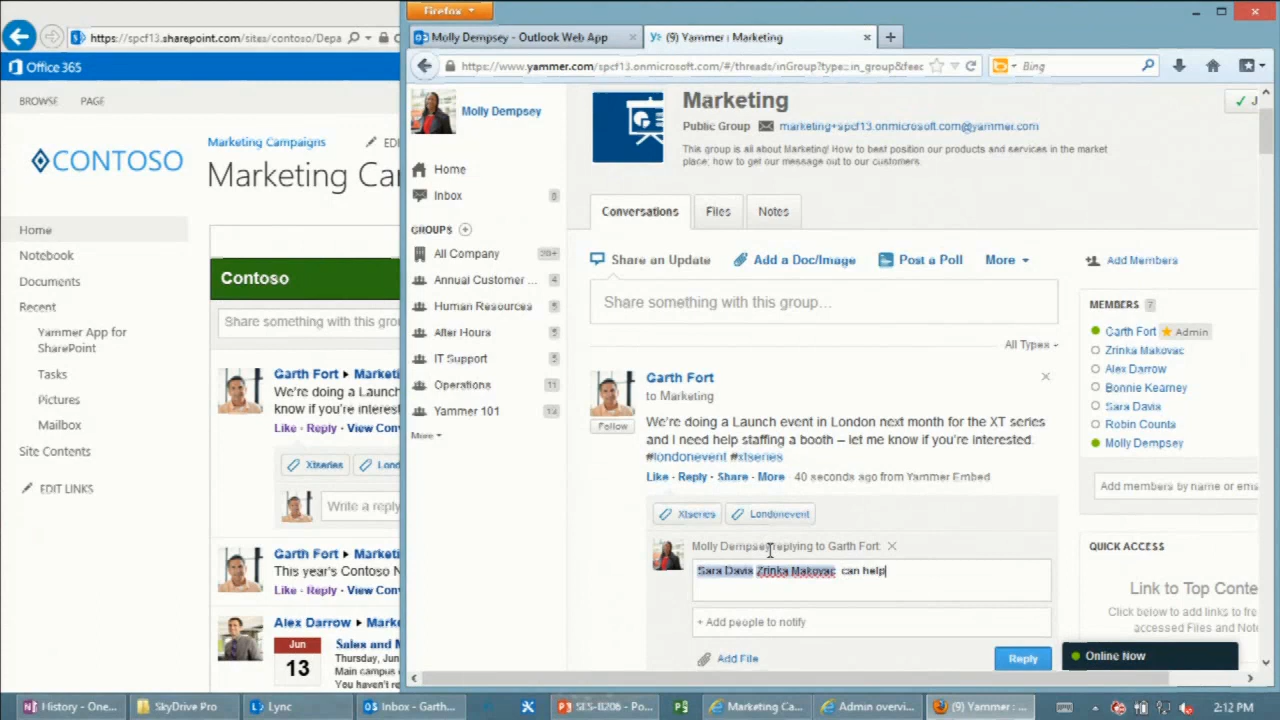 https://spcf13.sharepoint.com/sites/contoso/Depa
Office 365
BROWSE PAGE
CONTOSO
Marketing Campaigns
Marketing Ca
Home
Notebook
Documents
Recent
Yammer App for
SharePoint
Tasks
Pictures
Mailbox
Site Contents
EDIT LINKS
Contoso
Share something with this grou
Garth Fort Marketi
We're doing a Launch event in
know if you're interest
Like · Reply · View Conv
Xtseries
Write a reply
Garth Fort Marketi
This year's Contoso N
Like · Reply · View Conv
Alex Darrow Marke
Jun
13
Sales and M
Thursday, Jun
Main campus
You haven't re
Firefox
Molly Dempsey - Outlook Web App
(9) Yammer : Marketing
https://www.yammer.com/spcf13.onmicrosoft.com/#/threads/inGroup?type=in_group&feed
Bing
Molly Dempsey
Home
Inbox
GROUPS
All Company 20+
Annual Customer ... 4
Human Resources
After Hours
IT Support
Operations 11
Yammer 101
More
Marketing
Public Group marketing+spcf13.onmicrosoft.com@yammer.com
This group is all about Marketing! How to best position our products and services in the market
place; how to get our message out to our customers.
Conversations Files Notes
Share an Update Add a Doc/Image Post a Poll More
Share something with this group...
All Types
Garth Fort
to Marketing
Follow
We're doing a Launch event in London next month for the XT series
and I need help staffing a booth – let me know if you're interested.
#londonevent #xtseries
Like · Reply · Share · More 40 seconds ago from Yammer Embed
Xtseries Londonevent
Molly Dempsey replying to Garth Fort
Sara Davis Zrinka Makovac can help
+ Add people to notify
Add File
Reply
Add Members
MEMBERS 7
Garth Fort Admin
Zrinka Makovac
Alex Darrow
Bonnie Kearney
Sara Davis
Robin Counts
Molly Dempsey
Add members by name or ema
QUICK ACCESS
Link to Top Conte
Click below to add links to fre
accessed Files and Note
Online Now
History - One...
SkyDrive Pro
Lync
Inbox - Garth...
SES-B206 - Po...
Marketing Ca...
Admin overvi...
(9) Yammer : ...
2:12 PM